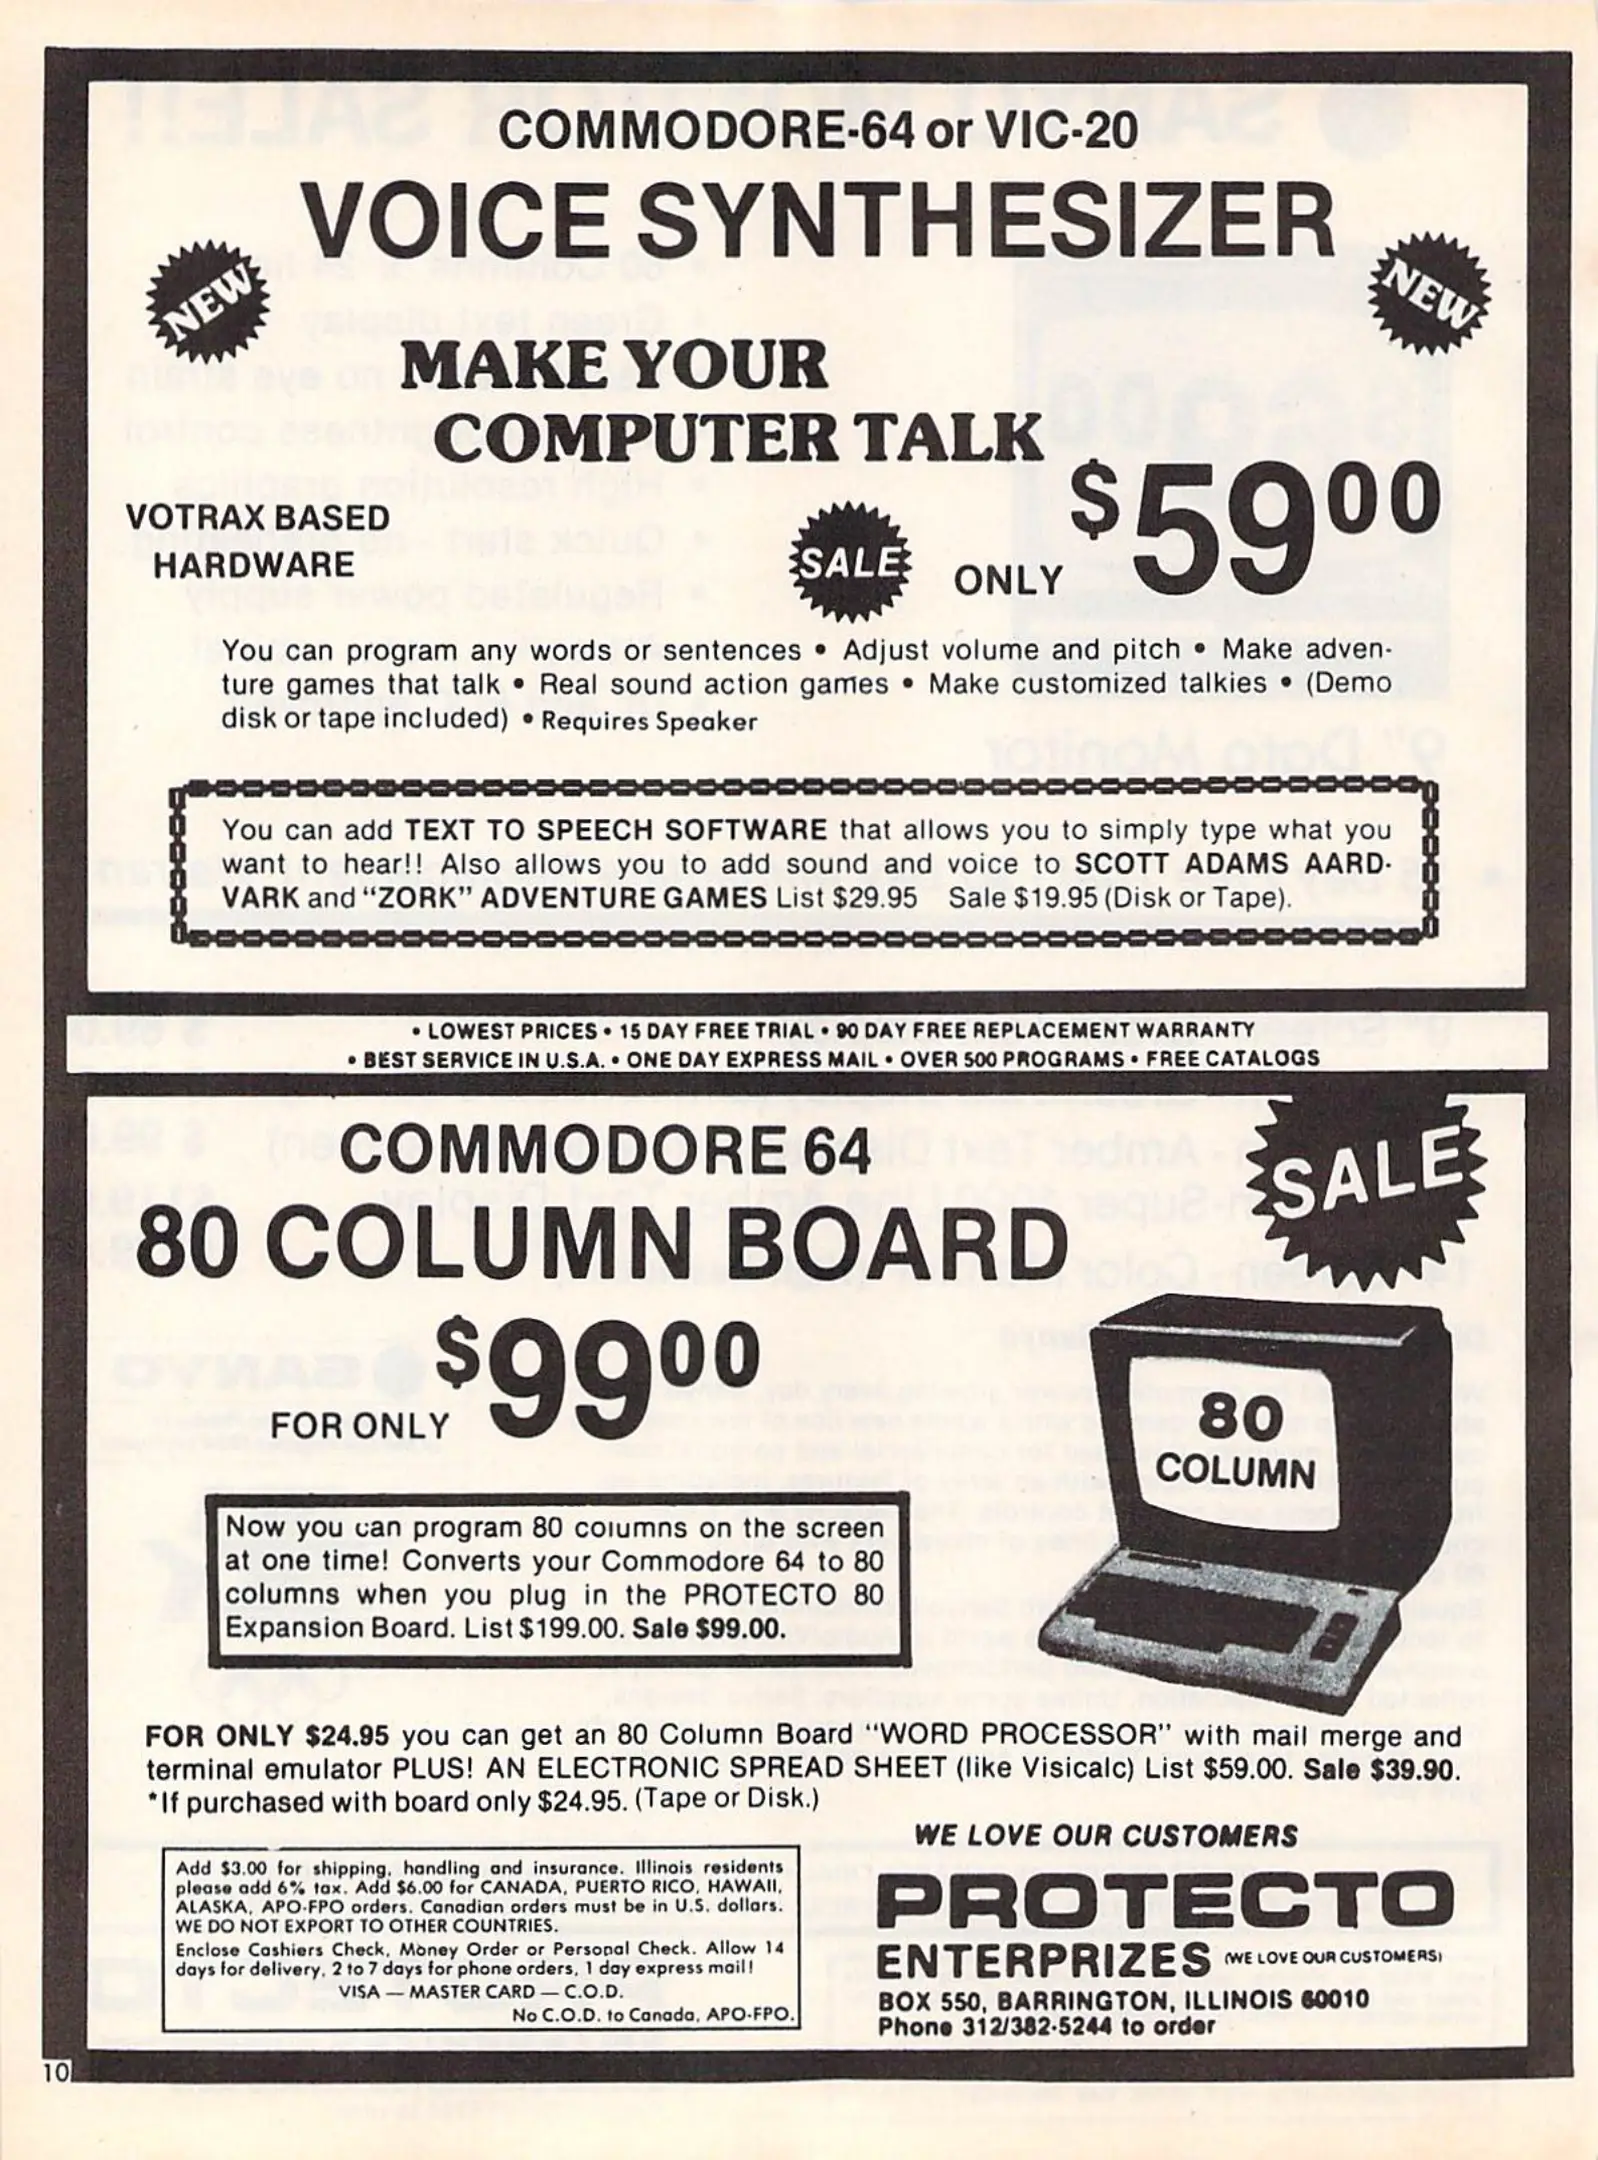 COMMODORE-64 or VIC-20
VOICE SYNTHESIZER
NEW
NEW
MAKE YOUR
COMPUTER TALK
VOTRAX BASED
HARDWARE
SALE
ONLY $59.00
You can program any words or sentences • Adjust volume and pitch • Make adven-
ture games that talk • Real sound action games • Make customized talkies • (Demo
disk or tape included) • Requires Speaker
You can add TEXT TO SPEECH SOFTWARE that allows you to simply type what you
want to hear!! Also allows you to add sound and voice to SCOTT ADAMS AARD-
VARK and "ZORK" ADVENTURE GAMES List $29.95 Sale $19.95 (Disk or Tape).
• LOWEST PRICES • 15 DAY FREE TRIAL • 90 DAY FREE REPLACEMENT WARRANTY
• BEST SERVICE IN U.S.A. • ONE DAY EXPRESS MAIL • OVER 500 PROGRAMS • FREE CATALOGS
COMMODORE 64
80 COLUMN BOARD
SALE
FOR ONLY $99.00
80
COLUMN
Now you can program 80 columns on the screen
at one time! Converts your Commodore 64 to 80
columns when you plug in the PROTECTO 80
Expansion Board. List $199.00. Sale $99.00.
FOR ONLY $24.95 you can get an 80 Column Board "WORD PROCESSOR" with mail merge and
terminal emulator PLUS! AN ELECTRONIC SPREAD SHEET (like Visicalc) List $59.00. Sale $39.90.
*If purchased with board only $24.95. (Tape or Disk.)
Add $3.00 for shipping, handling and insurance. Illinois residents
please add 6% tax. Add $6.00 for CANADA, PUERTO RICO, HAWAII,
ALASKA, APO-FPO orders. Canadian orders must be in U.S. dollars.
WE DO NOT EXPORT TO OTHER COUNTRIES.
Enclose Cashiers Check, Money Order or Personal Check. Allow 14
days for delivery, 2 to 7 days for phone orders, 1 day express mail!
VISA — MASTER CARD — C.O.D.
No C.O.D. to Canada, APO-FPO.
WE LOVE OUR CUSTOMERS
PROTECTO
ENTERPRIZES (WE LOVE OUR CUSTOMERS)
BOX 550, BARRINGTON, ILLINOIS 60010
Phone 312/382-5244 to order
10